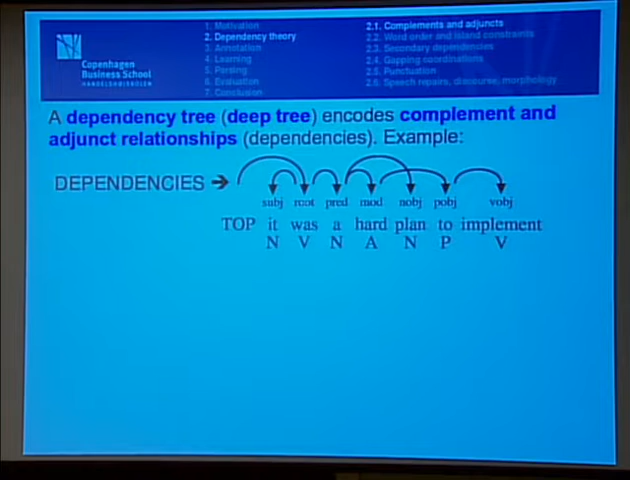 Copenhagen
Business School
HANDELSHØJSKOLEN
1. Motivation
2. Dependency theory
3. Annotation
4. Learning
5. Parsing
6. Evaluation
7. Conclusion
2.1. Complements and adjuncts
2.2. Word order and island constraints
2.3. Secondary dependencies
2.4. Gapping coordinations
2.5. Punctuation
2.6. Speech repairs, discourse, morphology
A dependency tree (deep tree) encodes complement and
adjunct relationships (dependencies). Example:
DEPENDENCIES ➔
subj root pred mod nobj pobj vobj
TOP it was a hard plan to implement
N V N A N P V